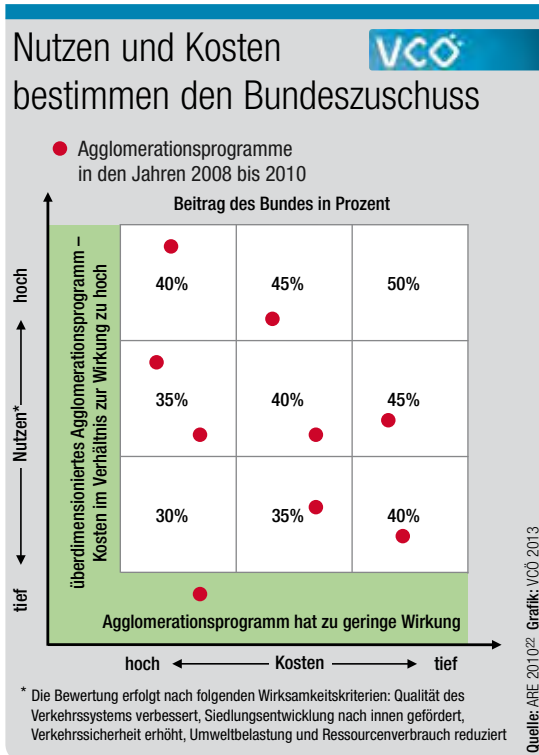 Nutzen und Kosten
bestimmen den Bundeszuschuss
VCÖ
Agglomerationsprogramme
in den Jahren 2008 bis 2010
Beitrag des Bundes in Prozent
hoch
Nutzen*
tief
überdimensioniertes Agglomerationsprogramm –
Kosten im Verhältnis zur Wirkung zu hoch
40%
45%
50%
35%
40%
45%
30%
35%
40%
Agglomerationsprogramm hat zu geringe Wirkung
hoch
Kosten
tief
* Die Bewertung erfolgt nach folgenden Wirksamkeitskriterien: Qualität des
Verkehrssystems verbessert, Siedlungsentwicklung nach innen gefördert,
Verkehrssicherheit erhöht, Umweltbelastung und Ressourcenverbrauch reduziert
Quelle: ARE 2010²² Grafik: VCÖ 2013